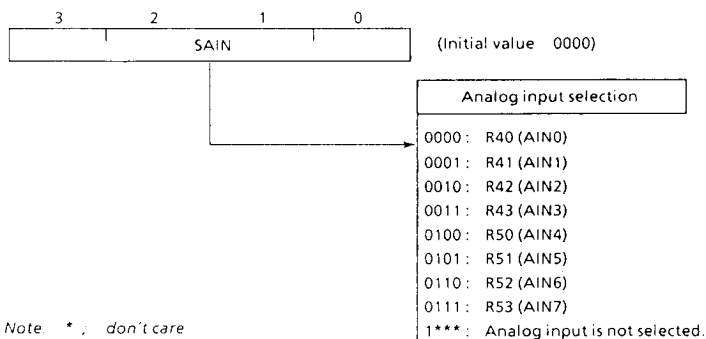 3 2 1 0
SAIN
(Initial value 0000)
Analog input selection
0000 : R40 (AIN0)
0001 : R41 (AIN1)
0010 : R42 (AIN2)
0011 : R43 (AIN3)
0100 : R50 (AIN4)
0101 : R51 (AIN5)
0110 : R52 (AIN6)
0111 : R53 (AIN7)
1*** : Analog input is not selected.
Note. * ; don't care